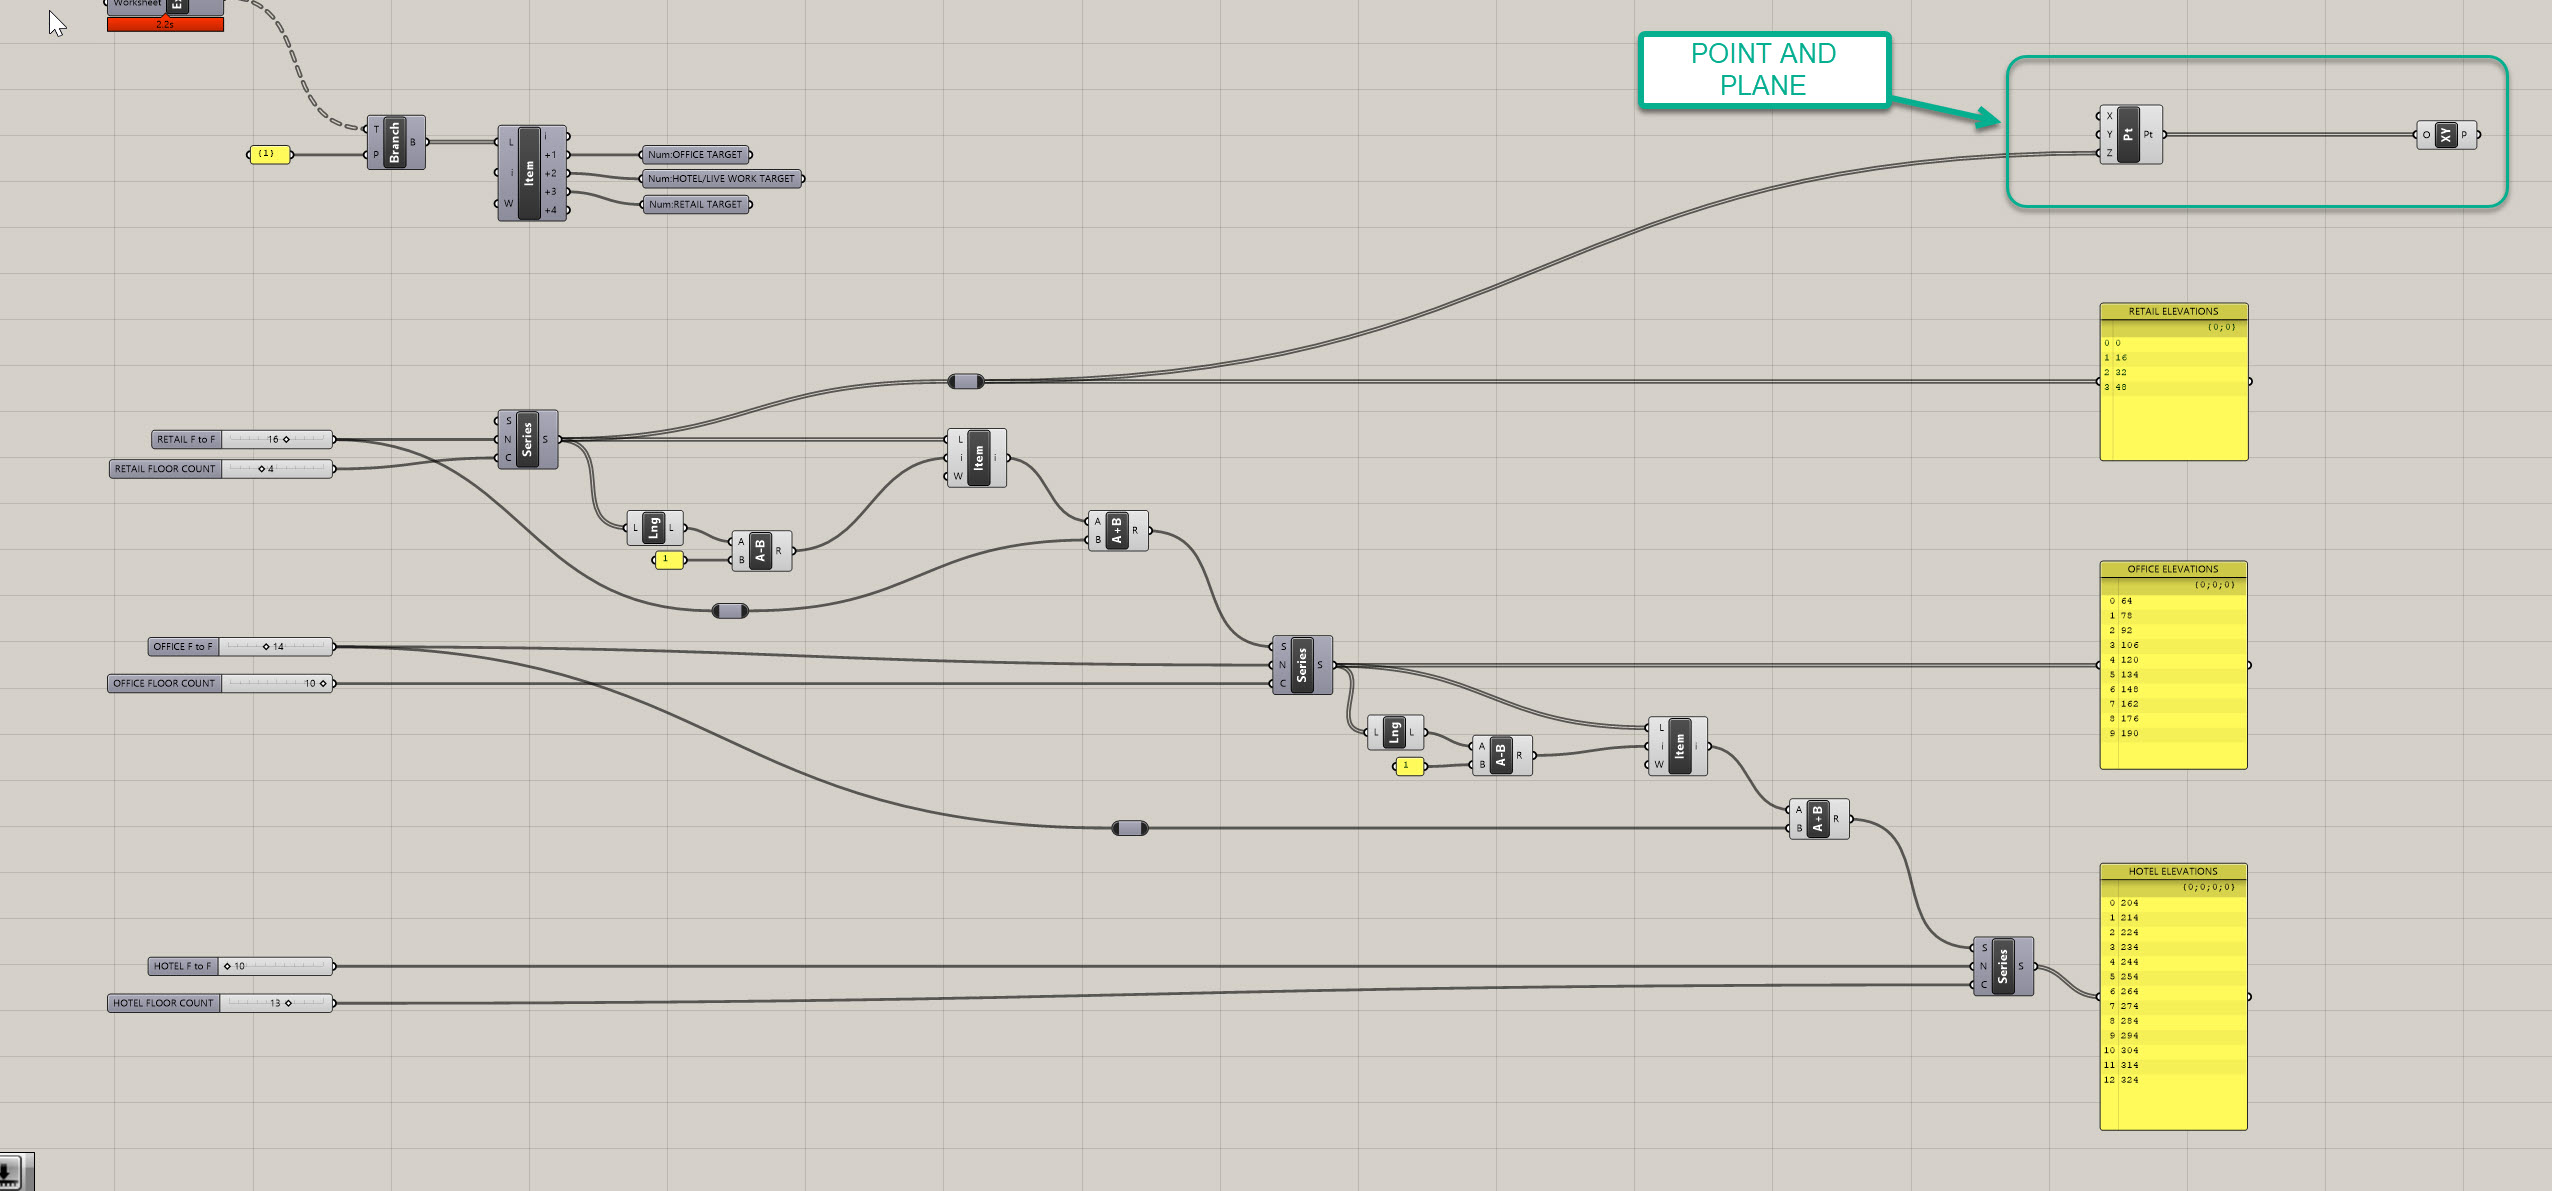 Worksheet
2.2s
POINT AND
PLANE
{1}
T
P
Branch
B
L
i
W
Item
i
+1
+2
+3
+4
Num:OFFICE TARGET
Num:HOTEL/LIVE WORK TARGET
Num:RETAIL TARGET
X
Y
Z
Pt
Pt
O
XY
P
RETAIL ELEVATIONS
{0;0}
0 0
1 16
2 32
3 48
RETAIL F to F 16
RETAIL FLOOR COUNT 4
S
N
C
Series
S
L
i
W
Item
i
L
Lng
L
1
A
B
A-B
R
A
B
A+B
R
OFFICE F to F 14
OFFICE FLOOR COUNT 10
S
N
C
Series
S
L
Lng
L
1
A
B
A-B
R
L
i
W
Item
i
A
B
A+B
R
OFFICE ELEVATIONS
{0;0;0}
0 64
1 78
2 92
3 106
4 120
5 134
6 148
7 162
8 176
9 190
HOTEL F to F 10
HOTEL FLOOR COUNT 13
S
N
C
Series
S
HOTEL ELEVATIONS
{0;0;0;0}
0 204
1 214
2 224
3 234
4 244
5 254
6 264
7 274
8 284
9 294
10 304
11 314
12 324